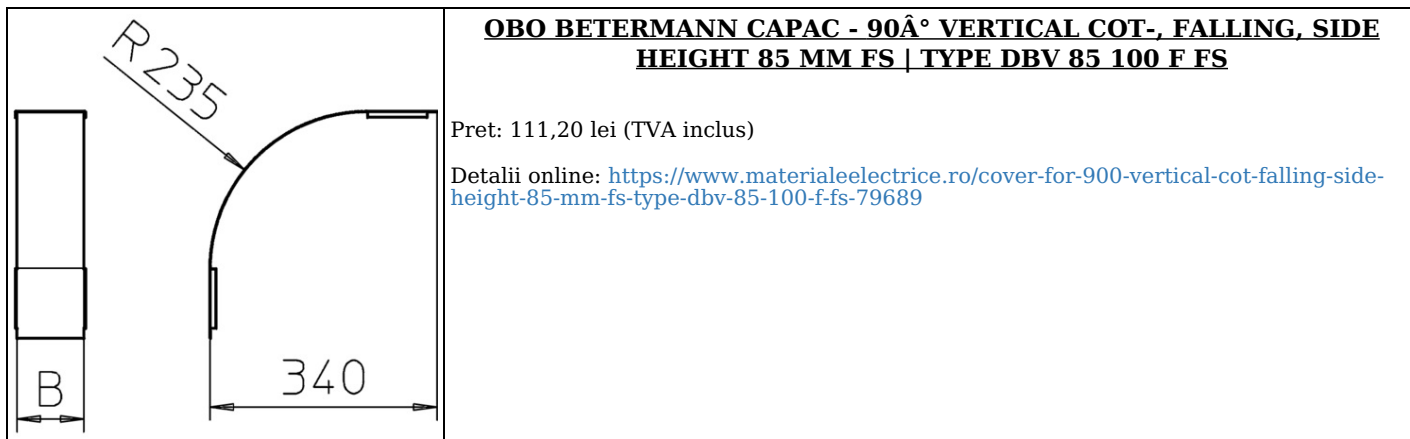 R235
B
340
OBO BETERMANN CAPAC - 90Â° VERTICAL COT-, FALLING, SIDE
HEIGHT 85 MM FS | TYPE DBV 85 100 F FS
Pret: 111,20 lei (TVA inclus)
Detalii online: https://www.materialeelectrice.ro/cover-for-900-vertical-cot-falling-side-
height-85-mm-fs-type-dbv-85-100-f-fs-79689